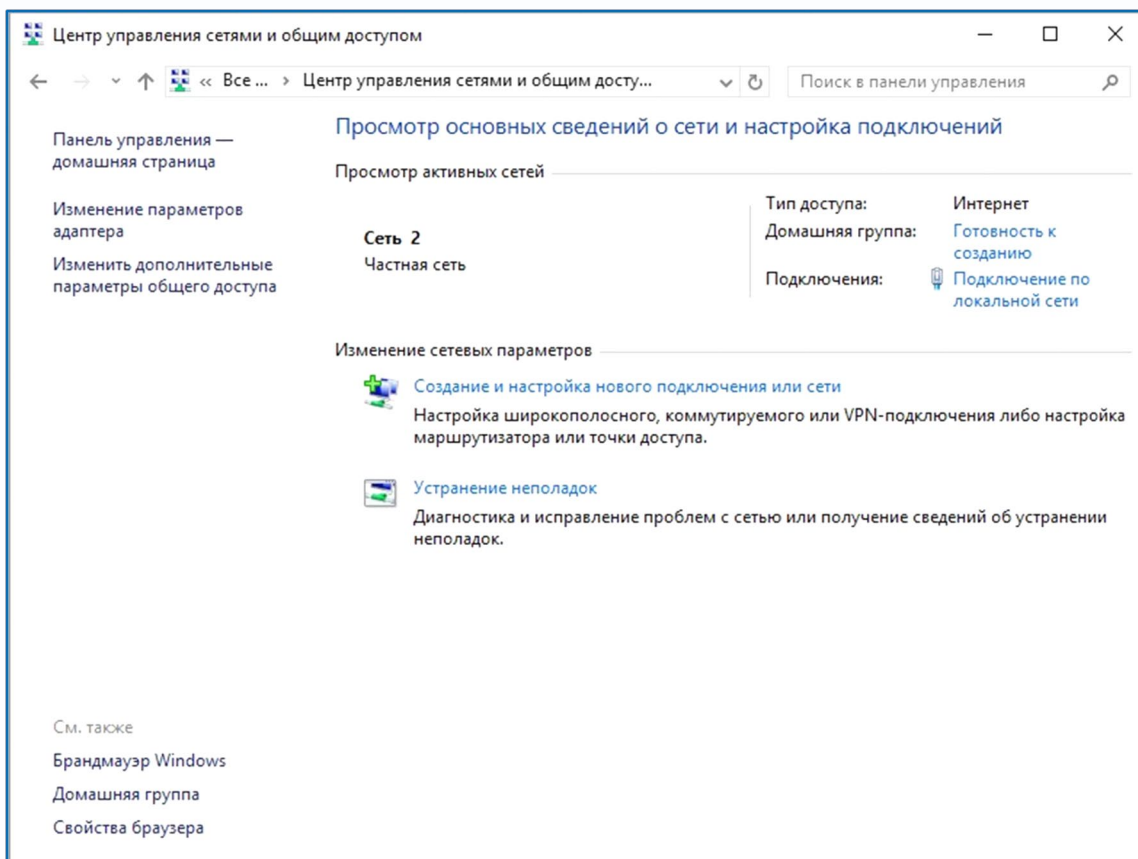 Центр управления сетями и общим доступом
« Все ... › Центр управления сетями и общим досту...
Поиск в панели управления
Панель управления —
домашняя страница
Изменение параметров
адаптера
Изменить дополнительные
параметры общего доступа
Просмотр основных сведений о сети и настройка подключений
Просмотр активных сетей
Сеть 2
Частная сеть
Тип доступа: Интернет
Домашняя группа: Готовность к
созданию
Подключения: Подключение по
локальной сети
Изменение сетевых параметров
Создание и настройка нового подключения или сети
Настройка широкополосного, коммутируемого или VPN-подключения либо настройка
маршрутизатора или точки доступа.
Устранение неполадок
Диагностика и исправление проблем с сетью или получение сведений об устранении
неполадок.
См. также
Брандмауэр Windows
Домашняя группа
Свойства браузера